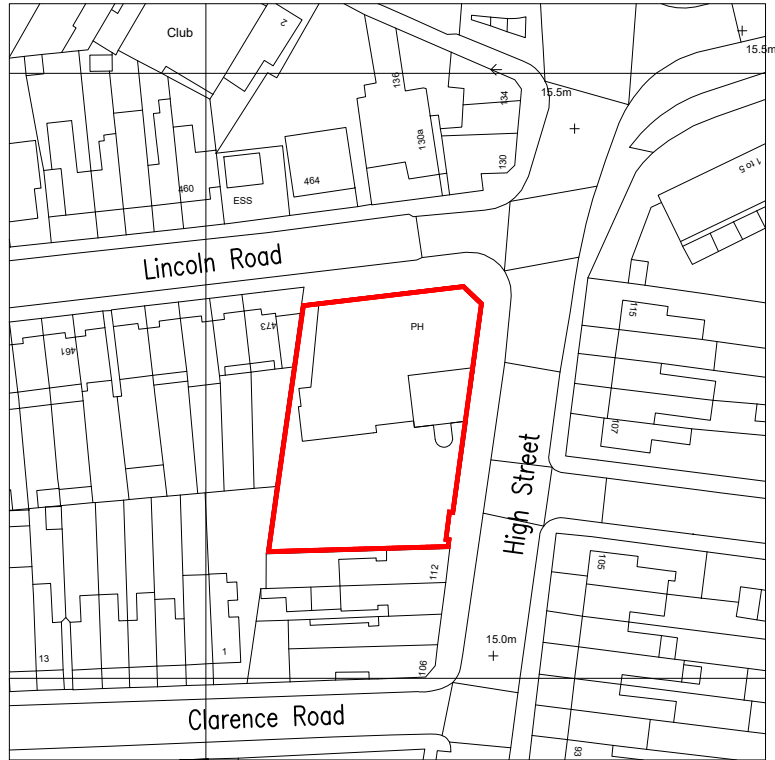 Club
2
15.5m
136
134
15.5m
130a
130
1 to 5
460
464
ESS
Lincoln Road
473
PH
115
461
107
High Street
112
105
15.0m
13
1
106
Clarence Road
93